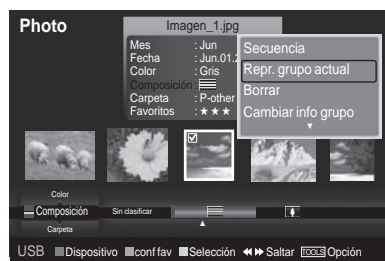 Photo
Imagen_1.jpg
Mes : Jun
Fecha : Jun.01.2
Color : Gris
Composición :
Carpeta : P-other
Favoritos : ★ ★ ★
Secuencia
Repr. grupo actual
Borrar
Cambiar info grupo
Color
Composición
Sin clasificar
Carpeta
USB Dispositivo conf fav Selección Saltar TOOLS Opción